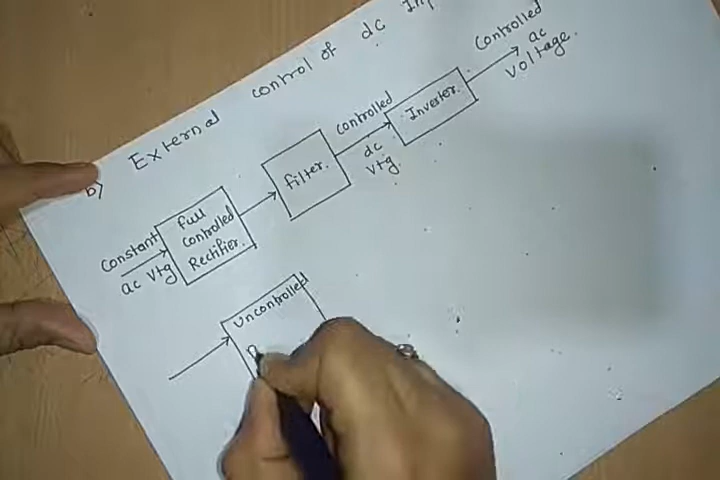 b) External control of dc
Constant
ac Vtg
Full
Controlled
Rectifier.
filter.
Controlled
dc
Vtg.
Inverter.
Controlled
ac
Voltage.
Uncontrolled